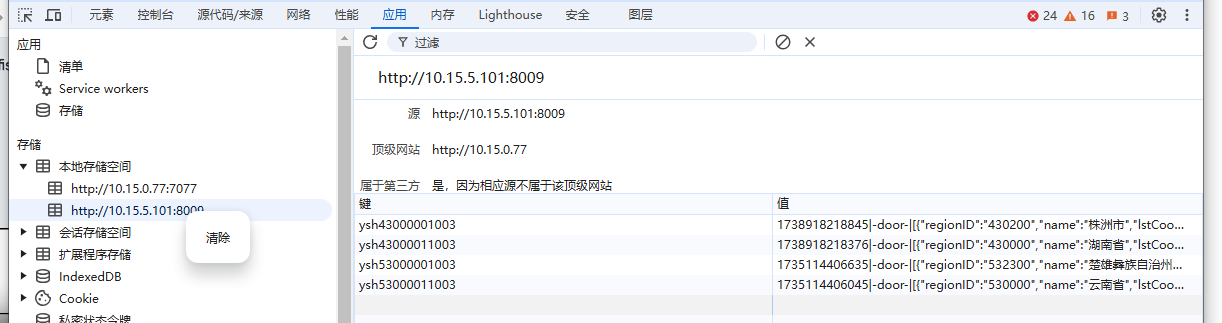 元素 控制台 源代码/来源 网络 性能 应用 内存 Lighthouse 安全 图层 24 16 3
应用
清单
Service workers
存储
存储
本地存储空间
http://10.15.0.77:7077
http://10.15.5.101:8009
会话存储空间
扩展程序存储
IndexedDB
Cookie
私密状态令牌
清除
过滤
http://10.15.5.101:8009
源 http://10.15.5.101:8009
顶级网站 http://10.15.0.77
属于第三方 是，因为相应源不属于该顶级网站
键 值
ysh43000001003 1738918218845|-door-|[{"regionID":"430200","name":"株洲市","lstCoo...
ysh43000011003 1738918218376|-door-|[{"regionID":"430000","name":"湖南省","lstCoo...
ysh53000001003 1735114406635|-door-|[{"regionID":"532300","name":"楚雄彝族自治州...
ysh53000011003 1735114406045|-door-|[{"regionID":"530000","name":"云南省","lstCoo...